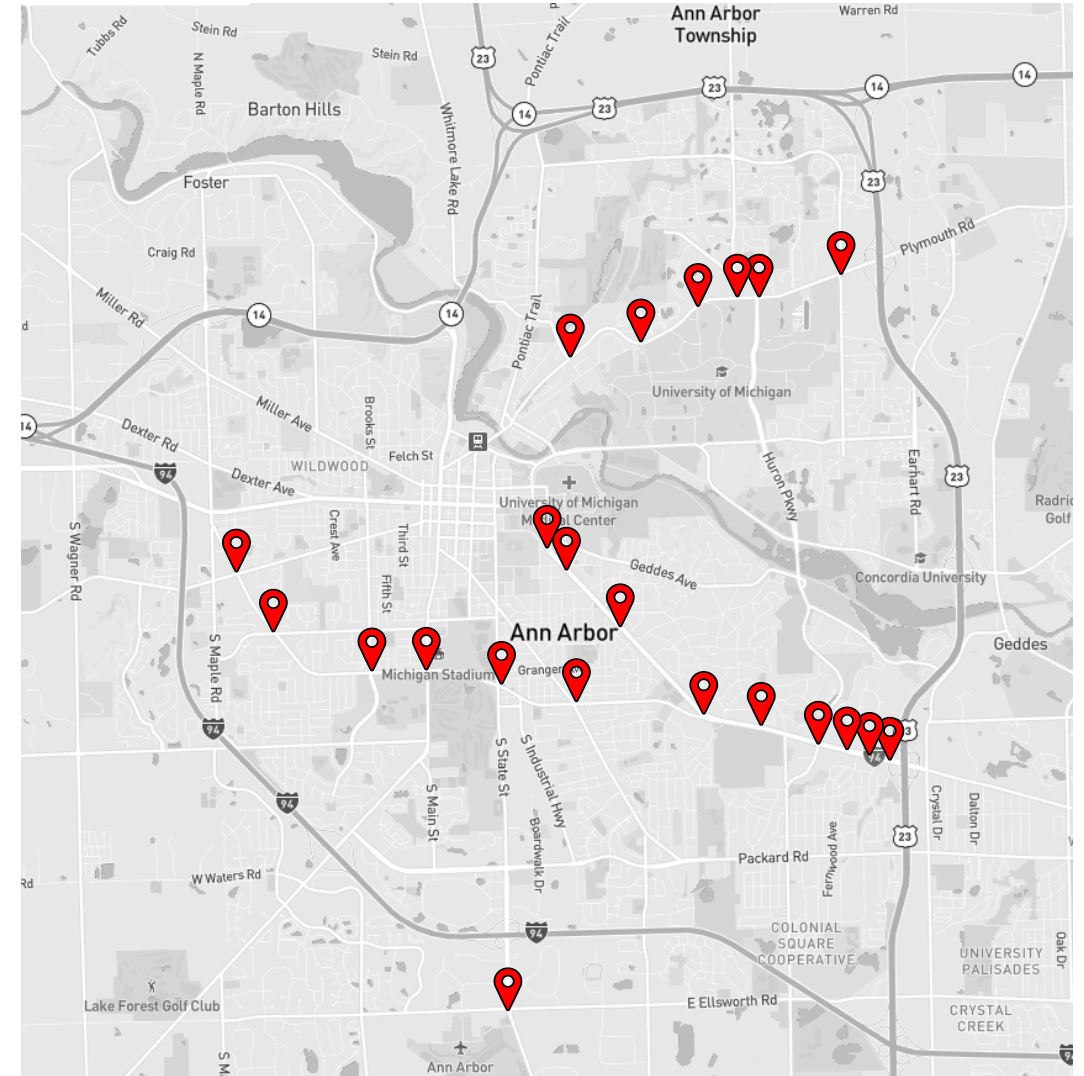 Ann Arbor
Township
Warren Rd
Tubbs Rd
Stein Rd
Stein Rd
N Maple Rd
Pontiac Trail
23
14
23
23
14
14
Barton Hills
Whitmore Lake Rd
Foster
23
Craig Rd
Plymouth Rd
Miller Rd
14
14
Pontiac Trail
University of Michigan
Miller Ave
Brooks St
14
Dexter Rd
Felch St
WILDWOOD
94
Dexter Ave
Huron Pkwy
Earhart Rd
23
University of Michigan
Center
Radri
Golf
S Wagner Rd
Crest Ave
Third St
Fifth St
Geddes Ave
Concordia University
Ann Arbor
Geddes
S Maple Rd
Michigan Stadium
94
94
S State St
S Industrial Hwy
94
S Main St
Boardwalk Dr
Crystal Dr
Dalton Dr
23
Fernwood Ave
Packard Rd
W Waters Rd
Rd
94
COLONIAL
SQUARE
COOPERATIVE
UNIVERSITY
PALISADES
Oak Dr
Lake Forest Golf Club
E Ellsworth Rd
CRYSTAL
CREEK
Ann Arbor
94